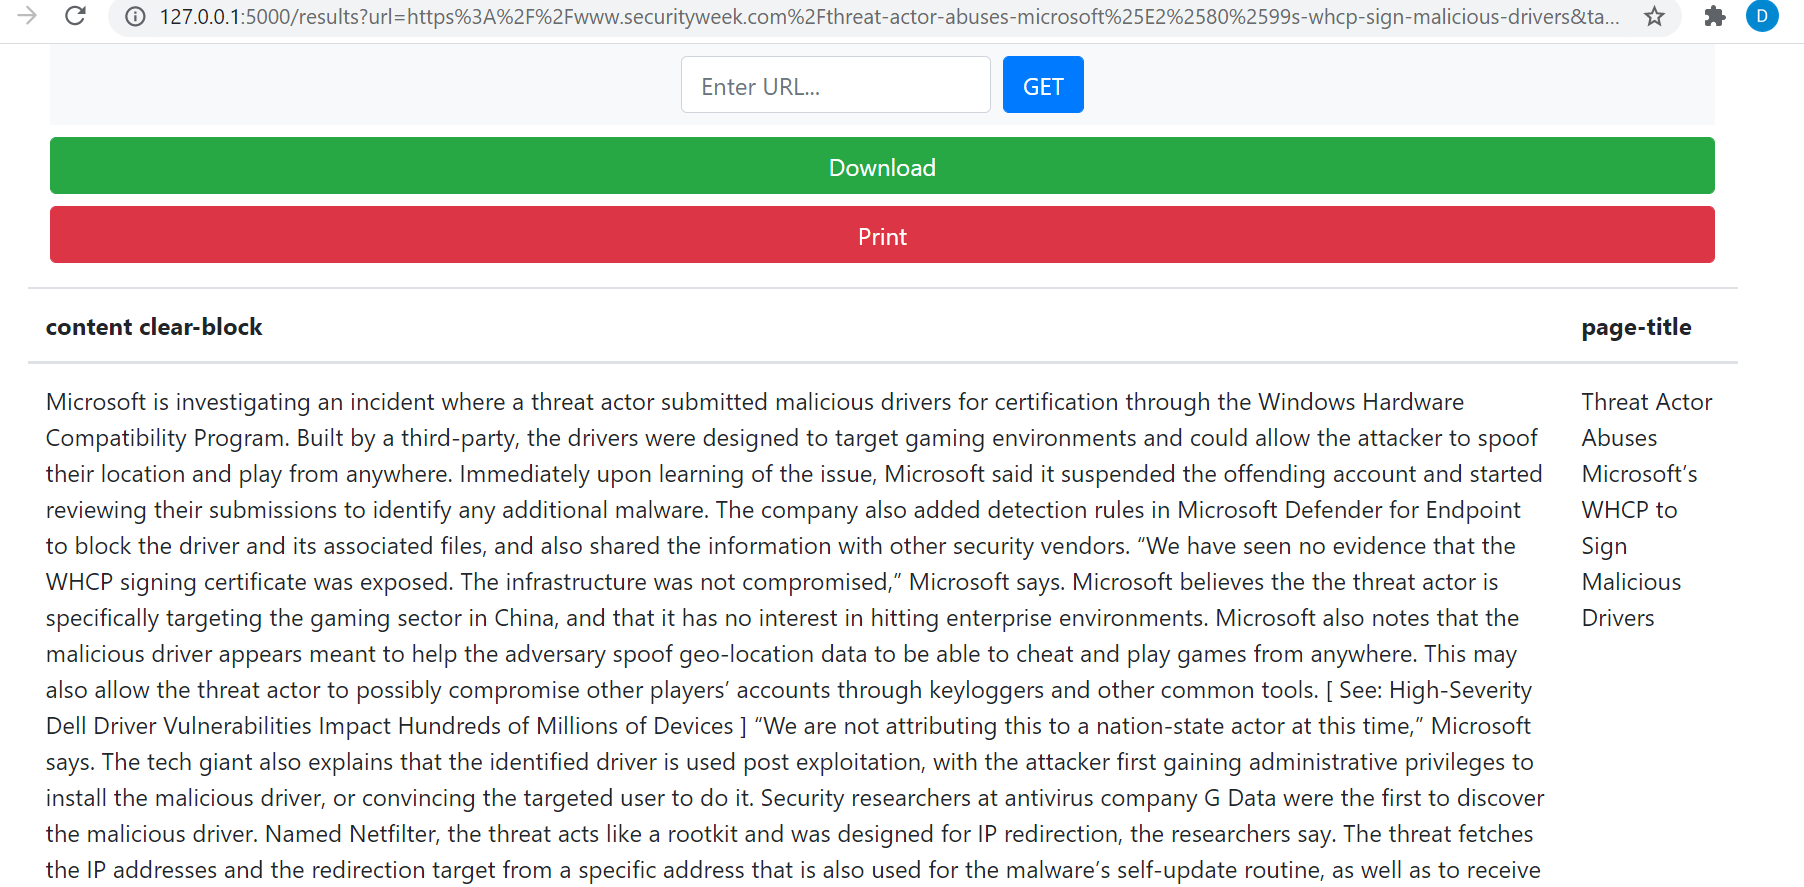 127.0.0.1:5000/results?url=https%3A%2F%2Fwww.securityweek.com%2Fthreat-actor-abuses-microsoft%25E2%2580%2599s-whcp-sign-malicious-drivers&ta...
D
Enter URL...
GET
Download
Print
content clear-block
page-title
Microsoft is investigating an incident where a threat actor submitted malicious drivers for certification through the Windows Hardware
Compatibility Program. Built by a third-party, the drivers were designed to target gaming environments and could allow the attacker to spoof
their location and play from anywhere. Immediately upon learning of the issue, Microsoft said it suspended the offending account and started
reviewing their submissions to identify any additional malware. The company also added detection rules in Microsoft Defender for Endpoint
to block the driver and its associated files, and also shared the information with other security vendors. “We have seen no evidence that the
WHCP signing certificate was exposed. The infrastructure was not compromised,” Microsoft says. Microsoft believes the the threat actor is
specifically targeting the gaming sector in China, and that it has no interest in hitting enterprise environments. Microsoft also notes that the
malicious driver appears meant to help the adversary spoof geo-location data to be able to cheat and play games from anywhere. This may
also allow the threat actor to possibly compromise other players’ accounts through keyloggers and other common tools. [ See: High-Severity
Dell Driver Vulnerabilities Impact Hundreds of Millions of Devices ] “We are not attributing this to a nation-state actor at this time,” Microsoft
says. The tech giant also explains that the identified driver is used post exploitation, with the attacker first gaining administrative privileges to
install the malicious driver, or convincing the targeted user to do it. Security researchers at antivirus company G Data were the first to discover
the malicious driver. Named Netfilter, the threat acts like a rootkit and was designed for IP redirection, the researchers say. The threat fetches
the IP addresses and the redirection target from a specific address that is also used for the malware’s self-update routine, as well as to receive
Threat Actor
Abuses
Microsoft’s
WHCP to
Sign
Malicious
Drivers